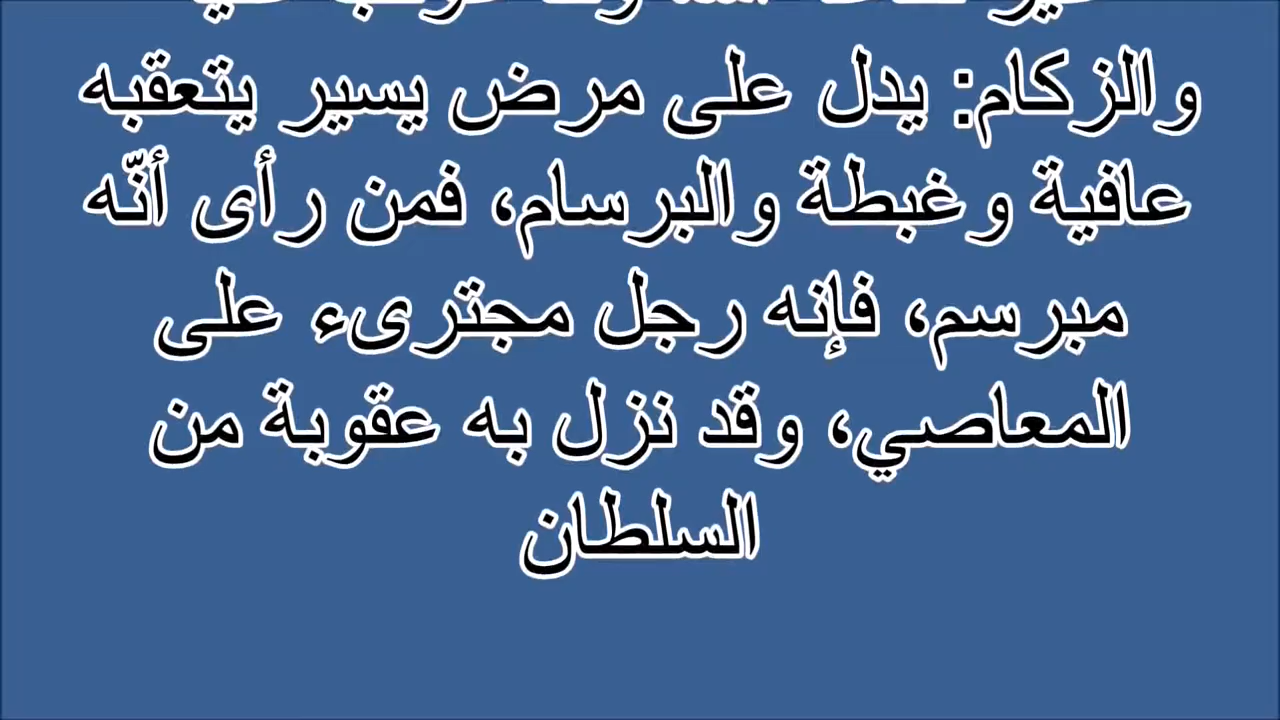 والزكام: يدل على مرض يسير يتعقبه
عافية وغبطة والبرسام، فمن رأى أنّه
مبرسم، فإنه رجل مجترىء على
المعاصي، وقد نزل به عقوبة من
السلطان